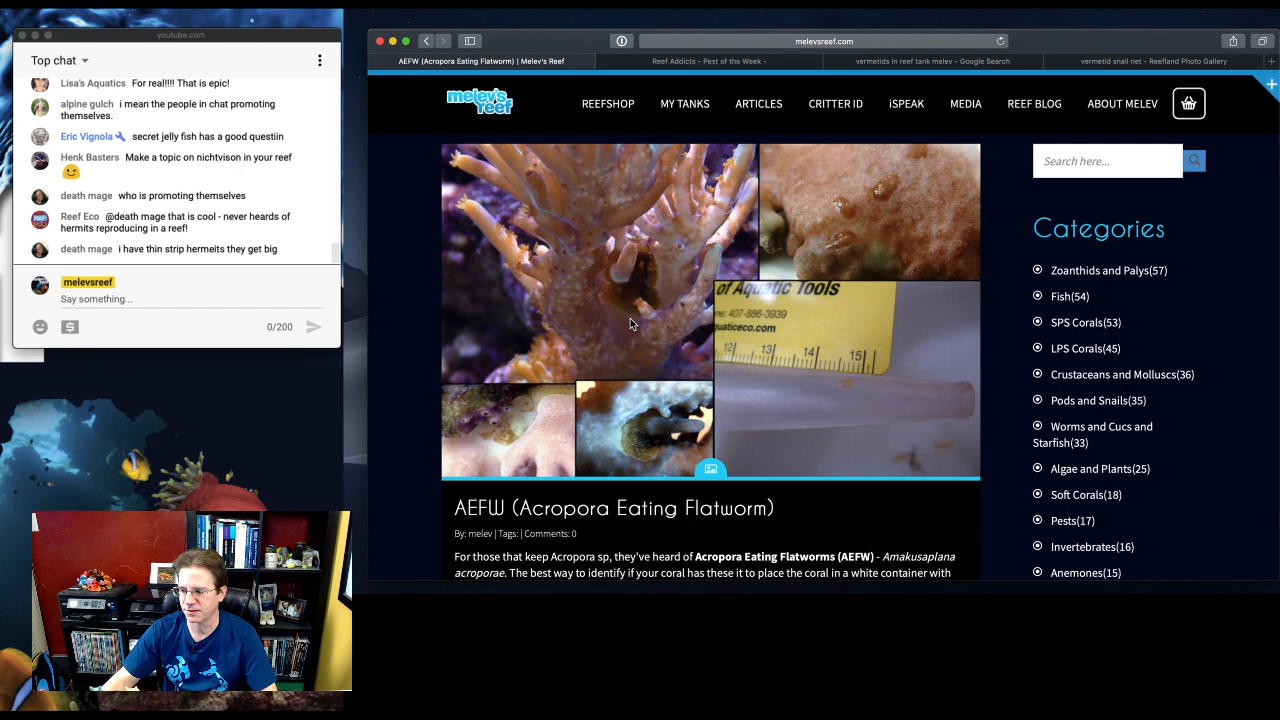 youtube.com
Top chat
Lisa's Aquatics For real!!!! That is epic!
alpine gulch i mean the people in chat promoting
themselves.
Eric Vignola secret jelly fish has a good questiin
Henk Basters Make a topic on nichtvison in your reef
death mage who is promoting themselves
Reef Eco @death mage that is cool - never heards of
hermits reproducing in a reef!
death mage i have thin strip hermeits they get big
melevsreef
Say something...
0/200
melevsreef.com
AEFW (Acropora Eating Flatworm) | Melev's Reef
Reef Addicts - Pest of the Week -
vermetids in reef tank melev - Google Search
vermetid snail net - Reefland Photo Gallery
melev's
reef
REEFSHOP
MY TANKS
ARTICLES
CRITTER ID
iSPEAK
MEDIA
REEF BLOG
ABOUT MELEV
of Aquatic Tools
: 407-886-3939
uaticeco.com
12 13 14 15
AEFW (Acropora Eating Flatworm)
By: melev | Tags: | Comments: 0
For those that keep Acropora sp, they've heard of Acropora Eating Flatworms (AEFW) - Amakusaplana
acroporae. The best way to identify if your coral has these it to place the coral in a white container with
Search here...
Categories
Zoanthids and Palys(57)
Fish(54)
SPS Corals(53)
LPS Corals(45)
Crustaceans and Molluscs(36)
Pods and Snails(35)
Worms and Cucs and
Starfish(33)
Algae and Plants(25)
Soft Corals(18)
Pests(17)
Invertebrates(16)
Anemones(15)